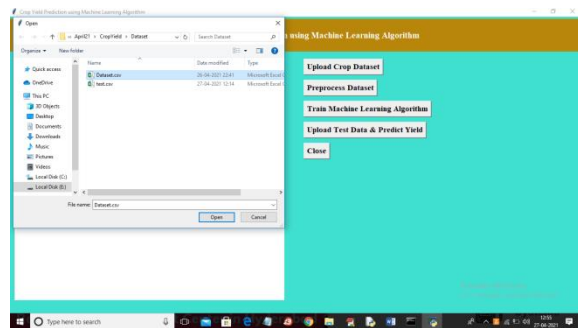 Crop Yield Prediction using Machine Learning Algorithm
Open
April21 › CropYield › Dataset
Search Dataset
Organize
New folder
Name
Date modified
Type
Quick access
OneDrive
This PC
3D Objects
Desktop
Documents
Downloads
Music
Pictures
Videos
Local Disk (C:)
Local Disk (E:)
Dataset.csv
26-04-2021 22:41
Microsoft Excel
test.csv
27-04-2021 12:14
Microsoft Excel
File name:
Dataset.csv
Open
Cancel
using Machine Learning Algorithm
Upload Crop Dataset
Preprocess Dataset
Train Machine Learning Algorithm
Upload Test Data & Predict Yield
Close
Type here to search
12:55
27-04-2021